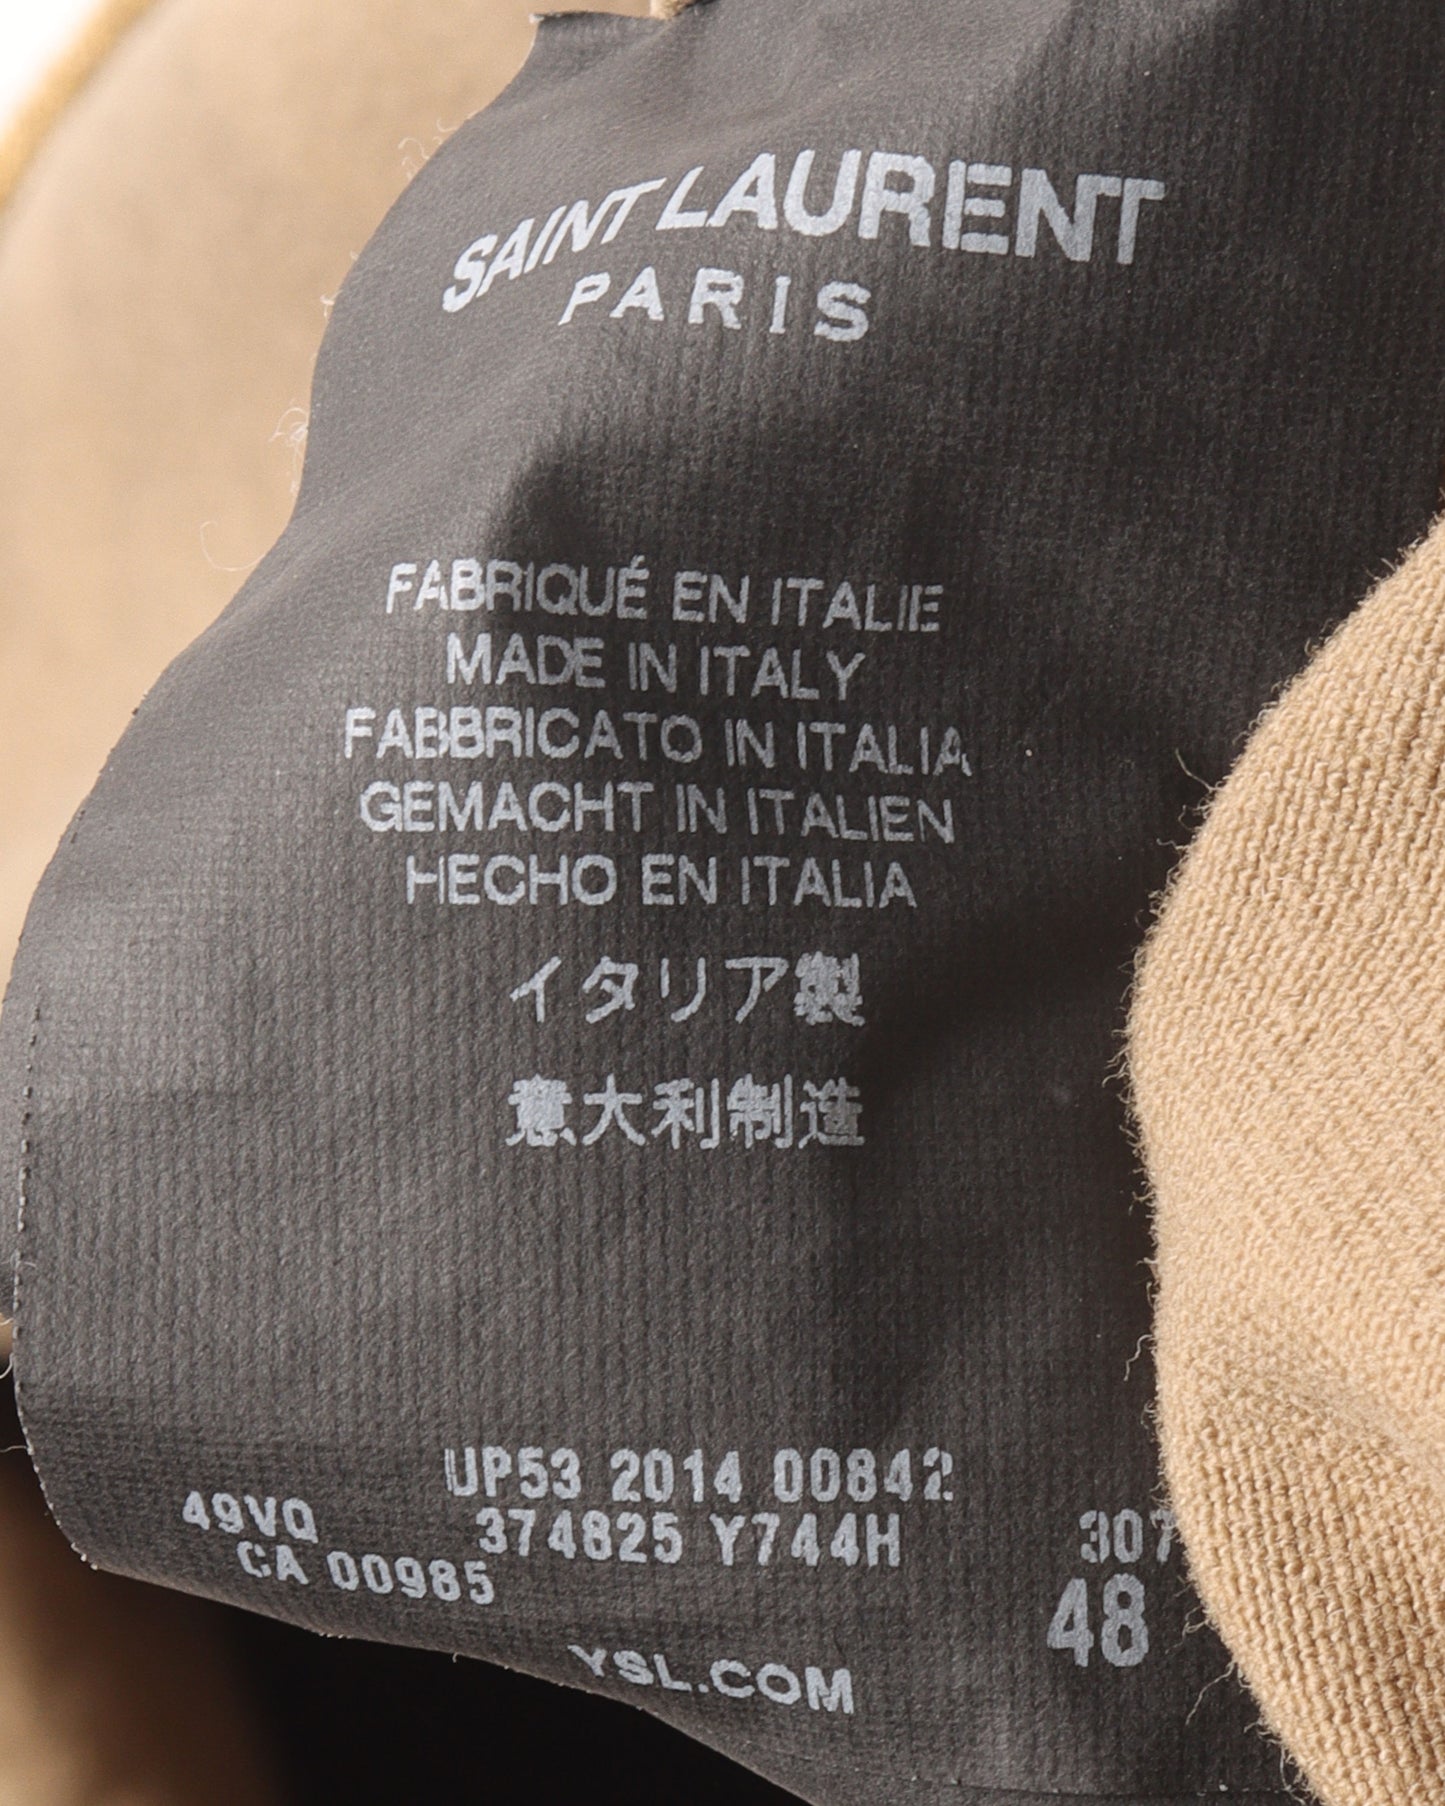 SAINT LAURENT
PARIS
FABRIQUÉ EN ITALIE
MADE IN ITALY
FABBRICATO IN ITALIA
GEMACHT IN ITALIEN
HECHO EN ITALIA
イタリア製
意大利制造
UP53 2014 00842
49VQ 374825 Y744H 307
CA 00985 48
YSL.COM